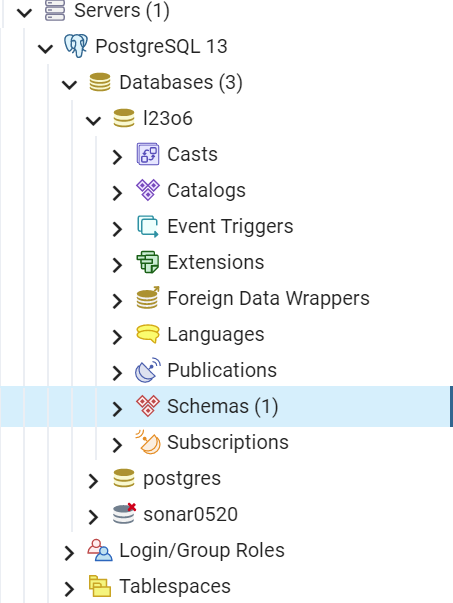 Servers (1)
PostgreSQL 13
Databases (3)
l23o6
Casts
Catalogs
Event Triggers
Extensions
Foreign Data Wrappers
Languages
Publications
Schemas (1)
Subscriptions
postgres
sonar0520
Login/Group Roles
Tablespaces